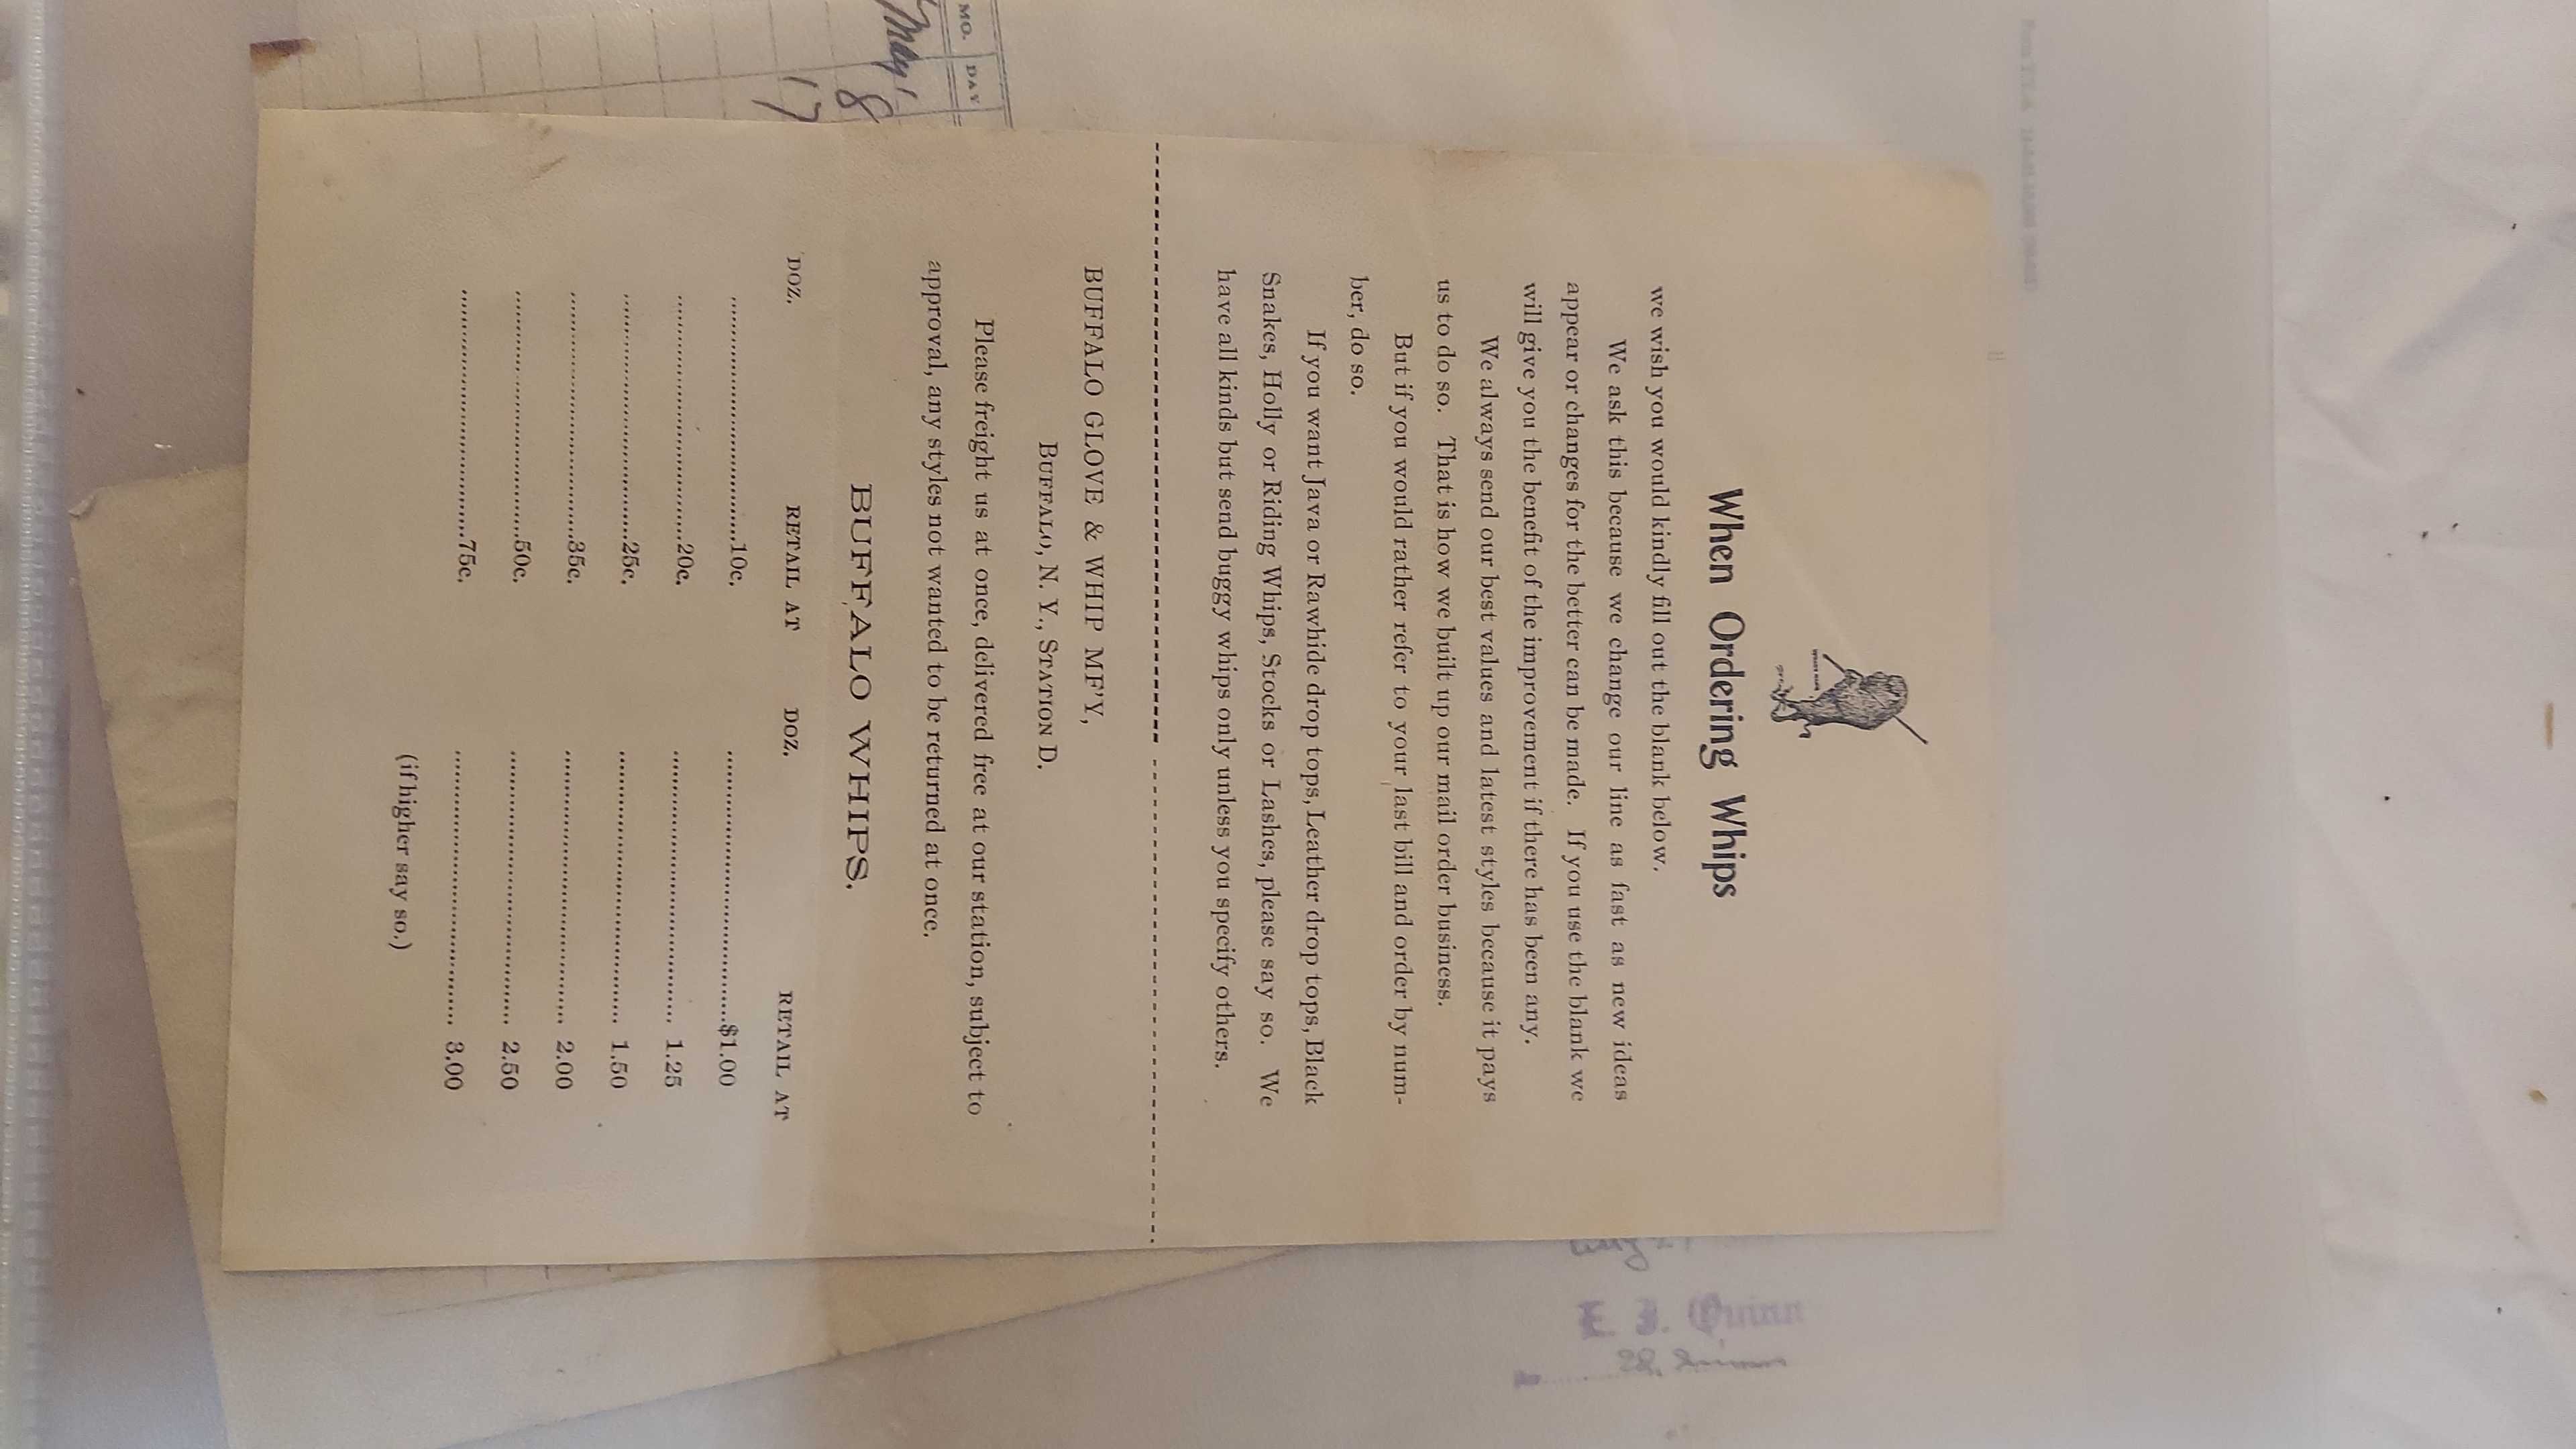 When Ordering Whips
we wish you would kindly fill out the blank below.
We ask this because we change our line as fast as new ideas
appear or changes for the better can be made. If you use the blank we
will give you the benefit of the improvement if there has been any.
We always send our best values and latest styles because it pays
us to do so. That is how we built up our mail order business.
But if you would rather refer to your last bill and order by num-
ber, do so.
If you want Java or Rawhide drop tops, Leather drop tops, Black
Snakes, Holly or Riding Whips, Stocks or Lashes, please say so. We
have all kinds but send buggy whips only unless you specify others.
BUFFALO GLOVE & WHIP MF'Y,
BUFFALO, N. Y., STATION D.
Please freight us at once, delivered free at our station, subject to
approval, any styles not wanted to be returned at once.
BUFFALO WHIPS.
DOZ. RETAIL AT DOZ. RETAIL AT
10c. $1.00
20c. 1.25
25c. 1.50
35c. 2.00
50c. 2.50
75c. 3.00
(if higher say so.)
MO. DAY
May 8
17
E. J. Quinn